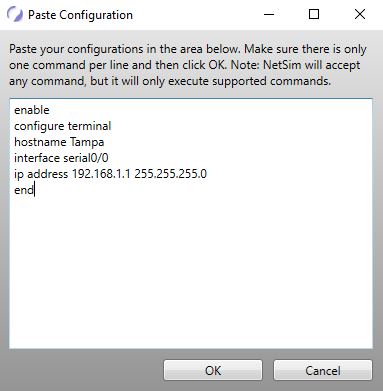 Paste Configuration
Paste your configurations in the area below. Make sure there is only
one command per line and then click OK. Note: NetSim will accept
any command, but it will only execute supported commands.
enable
configure terminal
hostname Tampa
interface serial0/0
ip address 192.168.1.1 255.255.255.0
end
OK
Cancel